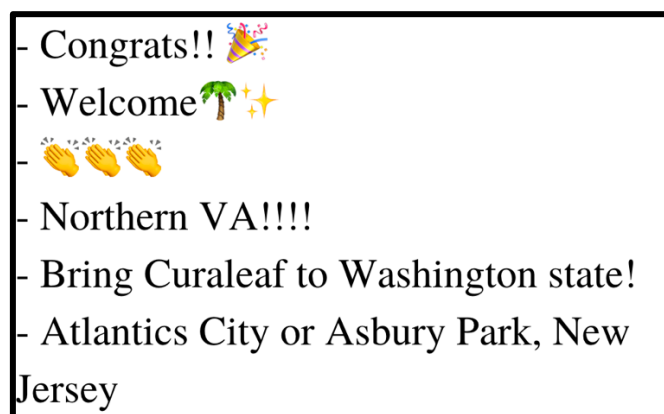 - Congrats!! 🎉
- Welcome🌴✨
- 👏👏👏
- Northern VA!!!!
- Bring Curaleaf to Washington state!
- Atlantics City or Asbury Park, New
Jersey